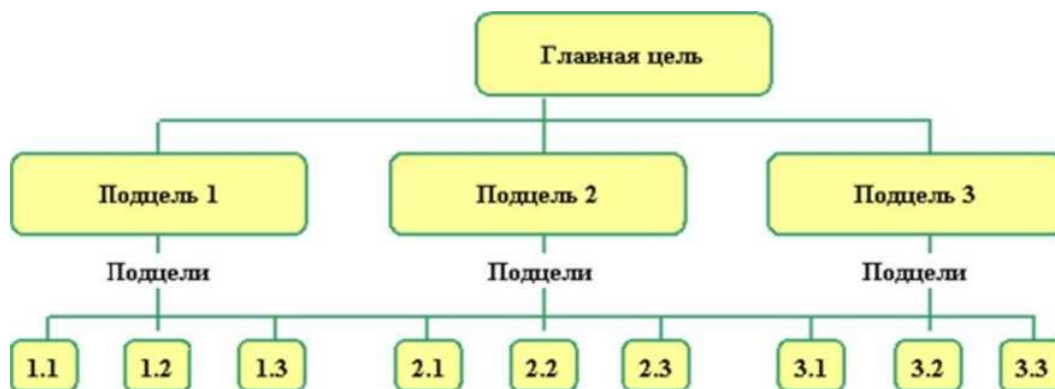 Главная цель
Подцель 1
Подцель 2
Подцель 3
Подцели
Подцели
Подцели
1.1
1.2
1.3
2.1
2.2
2.3
3.1
3.2
3.3